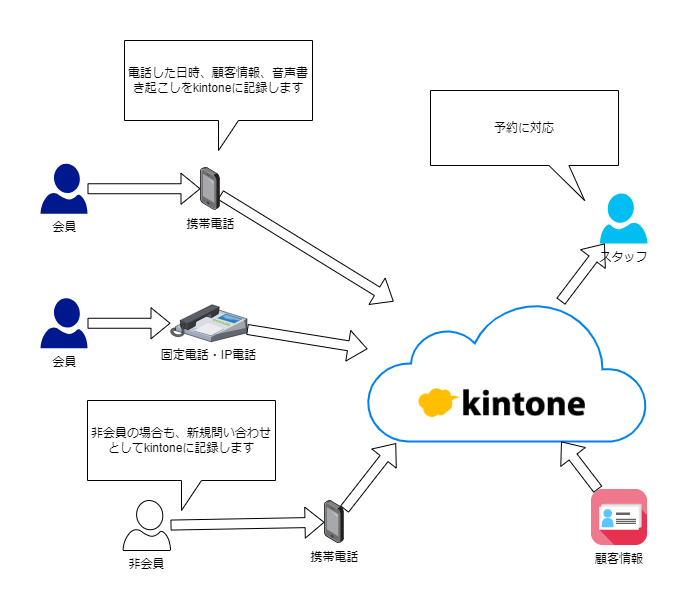 電話した日時、顧客情報、音声書
き起こしをkintoneに記録します
予約に対応
会員
携帯電話
スタッフ
会員
固定電話・IP電話
kintone
非会員の場合も、新規問い合わせ
としてkintoneに記録します
非会員
携帯電話
顧客情報